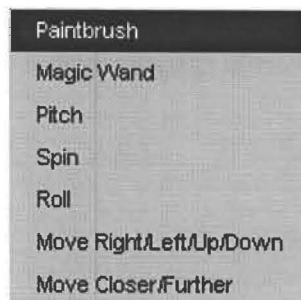 Paintbrush
Magic Wand
Pitch
Spin
Roll
Move Right/Left/Up/Down
Move Closer/Further